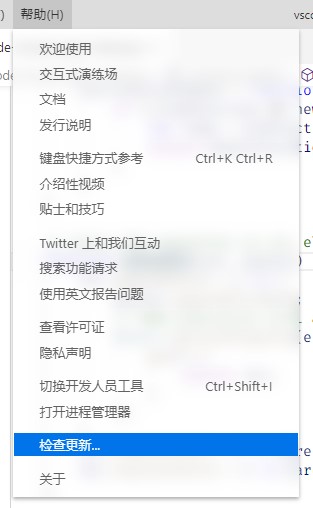 帮助(H)
vsco
欢迎使用
交互式演练场
文档
发行说明
键盘快捷方式参考 Ctrl+K Ctrl+R
介绍性视频
贴士和技巧
Twitter 上和我们互动
搜索功能请求
使用英文报告问题
查看许可证
隐私声明
切换开发人员工具 Ctrl+Shift+I
打开进程管理器
检查更新...
关于